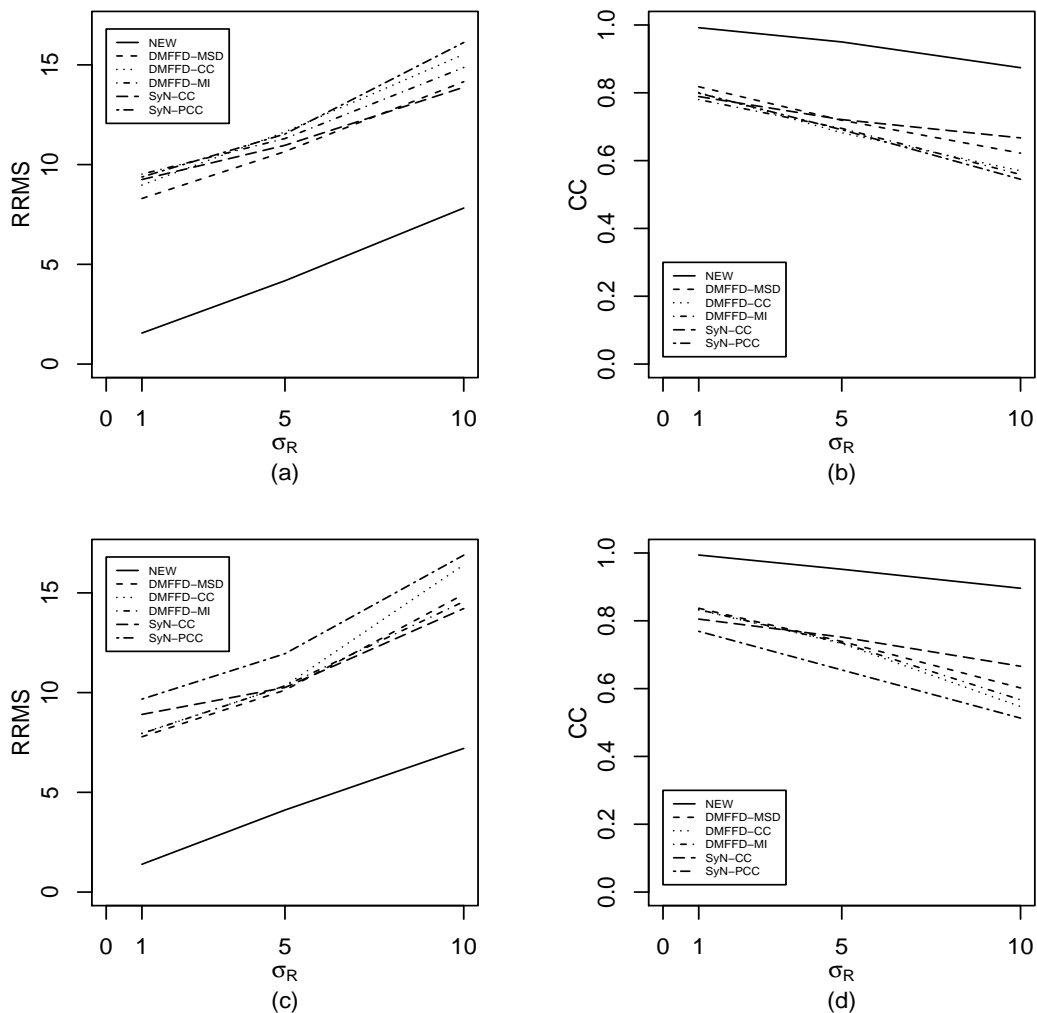 RRMS
15
10
5
0
NEW
DMFFD−MSD
DMFFD−CC
DMFFD−MI
SyN−CC
SyN−PCC
0 1 5 10
σR
(a)
CC
1.0
0.8
0.6
0.4
0.2
0.0
NEW
DMFFD−MSD
DMFFD−CC
DMFFD−MI
SyN−CC
SyN−PCC
0 1 5 10
σR
(b)
RRMS
15
10
5
0
NEW
DMFFD−MSD
DMFFD−CC
DMFFD−MI
SyN−CC
SyN−PCC
0 1 5 10
σR
(c)
CC
1.0
0.8
0.6
0.4
0.2
0.0
NEW
DMFFD−MSD
DMFFD−CC
DMFFD−MI
SyN−CC
SyN−PCC
0 1 5 10
σR
(d)